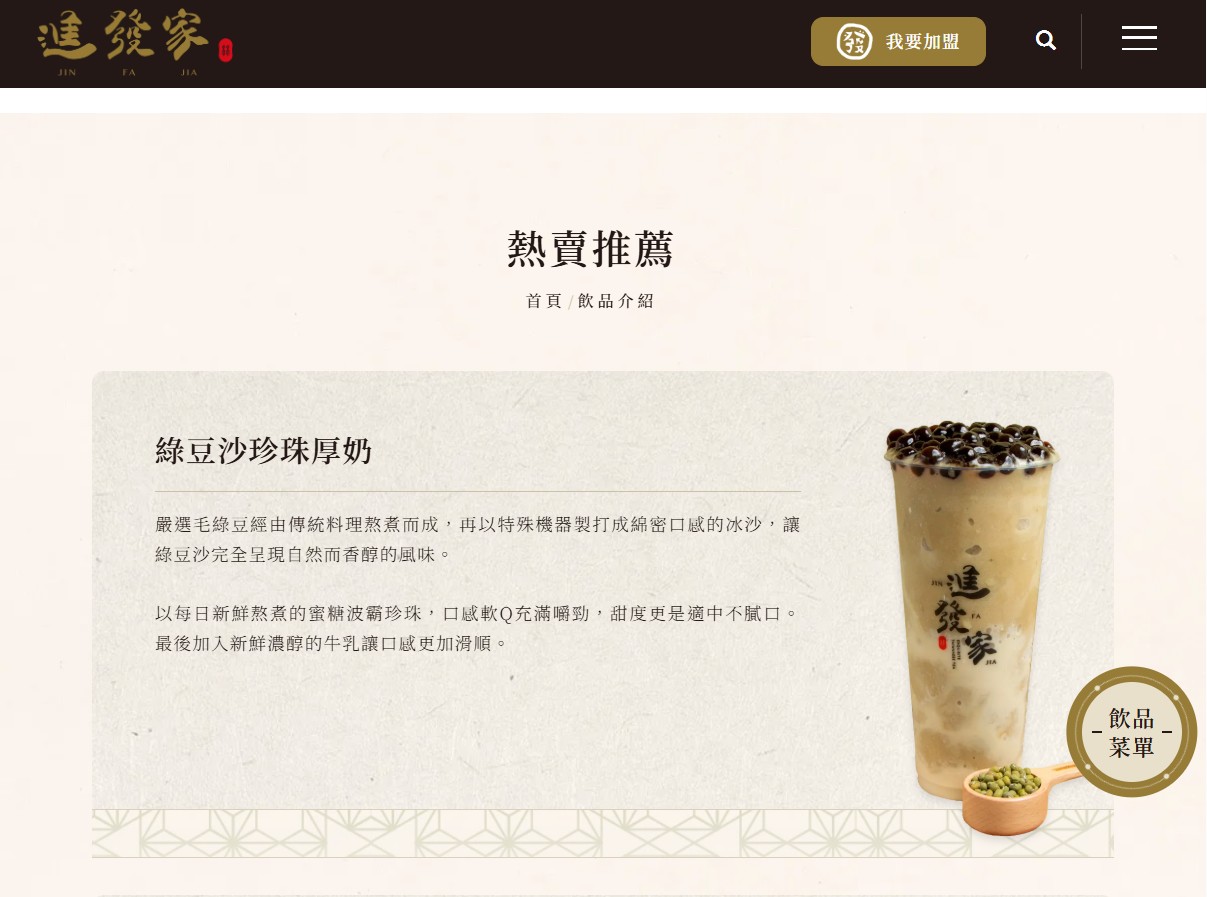 進發家
JIN FA JIA
發 我要加盟
熱賣推薦
首頁/飲品介紹
綠豆沙珍珠厚奶
嚴選毛綠豆經由傳統料理熬煮而成，再以特殊機器製打成綿密口感的冰沙，讓
綠豆沙完全呈現自然而香醇的風味。
以每日新鮮熬煮的蜜糖波霸珍珠，口感軟Q充滿嚼勁，甜度更是適中不膩口。
最後加入新鮮濃醇的牛乳讓口感更加滑順。
JIN 進
發 FA
家 JIA
飲品
菜單